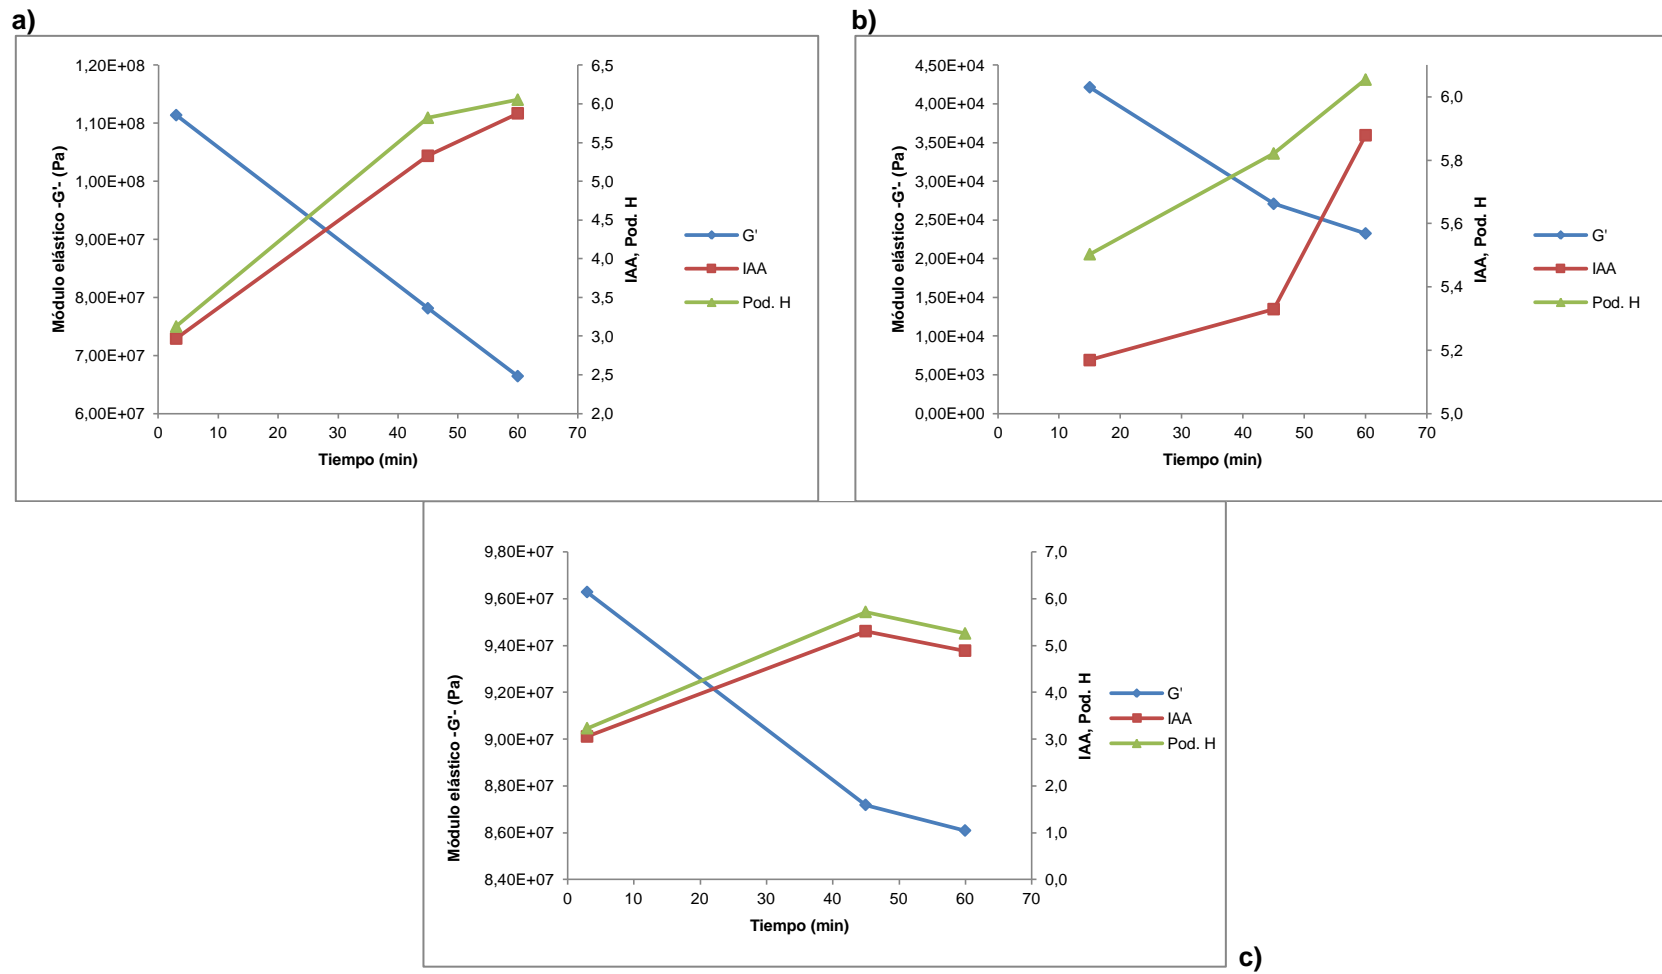 a)
1,20E+08
1,10E+08
1,00E+08
9,00E+07
8,00E+07
7,00E+07
6,00E+07
Módulo elástico -G'- (Pa)
0 10 20 30 40 50 60 70
Tiempo (min)
6,5
6,0
5,5
5,0
4,5
4,0
3,5
3,0
2,5
2,0
IAA, Pod. H
G'
IAA
Pod. H
b)
4,50E+04
4,00E+04
3,50E+04
3,00E+04
2,50E+04
2,00E+04
1,50E+04
1,00E+04
5,00E+03
0,00E+00
Módulo elástico -G'- (Pa)
0 10 20 30 40 50 60 70
Tiempo (min)
6,0
5,8
5,6
5,4
5,2
5,0
IAA, Pod. H
G'
IAA
Pod. H
9,80E+07
9,60E+07
9,40E+07
9,20E+07
9,00E+07
8,80E+07
8,60E+07
8,40E+07
Módulo elástico -G'- (Pa)
0 10 20 30 40 50 60 70
Tiempo (min)
7,0
6,0
5,0
4,0
3,0
2,0
1,0
0,0
IAA, Pod. H
G'
IAA
Pod. H
c)